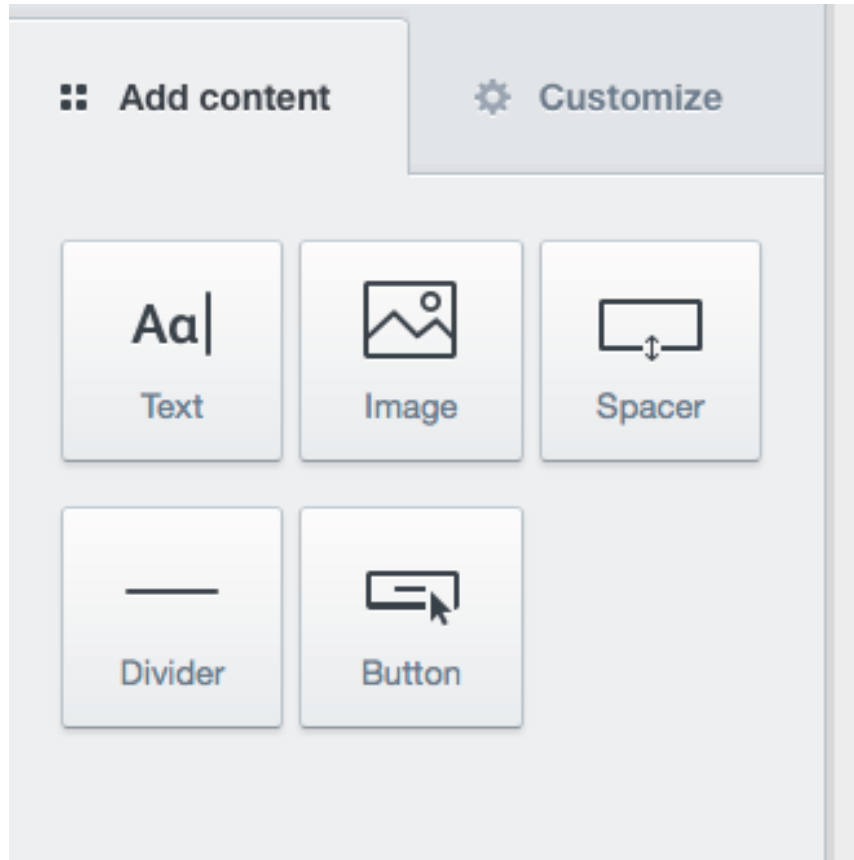 Add content
Customize
Aa
Text
Image
Spacer
Divider
Button